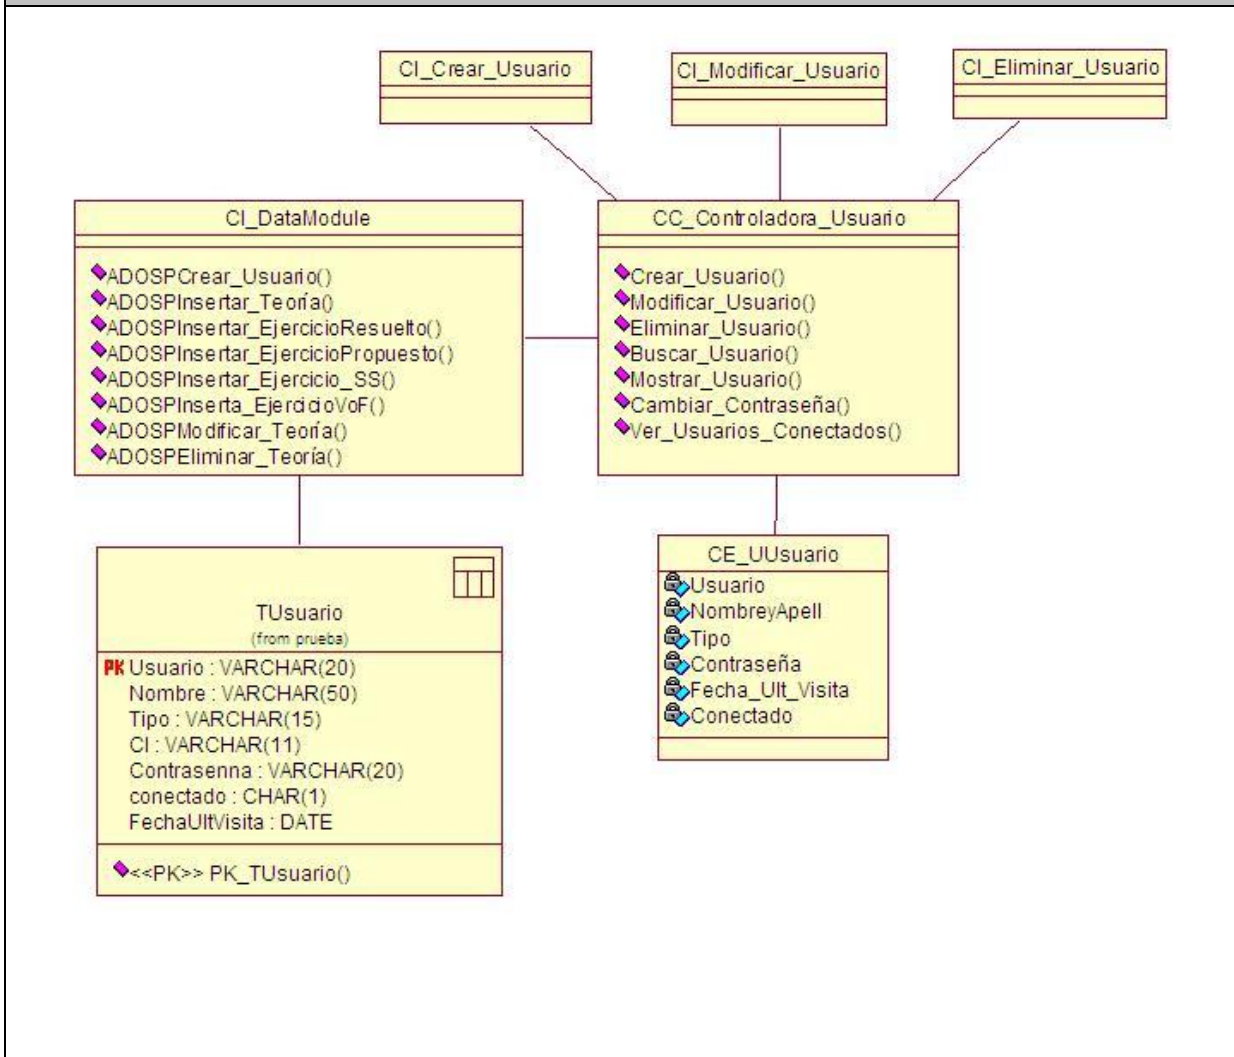 CI_Crear_Usuario
CI_Modificar_Usuario
CI_Eliminar_Usuario
CI_DataModule
ADOSPCrear_Usuario()
ADOSPInsertar_Teoría()
ADOSPInsertar_EjercicioResuelto()
ADOSPInsertar_EjercicioPropuesto()
ADOSPInsertar_Ejercicio_SS()
ADOSPInserta_EjercicioVoF()
ADOSPModificar_Teoría()
ADOSPEliminar_Teoría()
CC_Controladora_Usuario
Crear_Usuario()
Modificar_Usuario()
Eliminar_Usuario()
Buscar_Usuario()
Mostrar_Usuario()
Cambiar_Contraseña()
Ver_Usuarios_Conectados()
TUsuario
(from prueba)
PK Usuario : VARCHAR(20)
Nombre : VARCHAR(50)
Tipo : VARCHAR(15)
CI : VARCHAR(11)
Contrasenna : VARCHAR(20)
conectado : CHAR(1)
FechaUltVisita : DATE
<<PK>> PK_TUsuario()
CE_UUsuario
Usuario
NombreyApell
Tipo
Contraseña
Fecha_Ult_Visita
Conectado